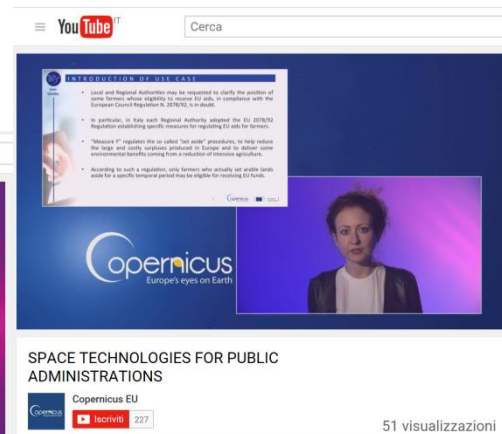 YouTube IT
Cerca
INTRODUCTION OF USE CASE
• Local and Regional Authorities may be requested to clarify the position of
some farmers whose eligibility to receive EU aids, in compliance with the
European Council Regulation N. 2078/92, is in doubt.
• In particular, in Italy each Regional Authority adopted the EU 2078/92
Regulation establishing specific measures for regulating EU aids for farmers.
• "Measure F" regulates the so called "set aside" procedures, to help reduce
the large and costly surpluses produced in Europe and to deliver some
environmental benefits coming from a reduction of intensive agriculture.
• According to such a regulation, only farmers who actually set arable lands
aside for a specific temporal period may be eligible for receiving EU funds.
Copernicus
Copernicus
Europe's eyes on Earth
SPACE TECHNOLOGIES FOR PUBLIC
ADMINISTRATIONS
Copernicus EU
Copernicus
Iscriviti 227
51 visualizzazioni